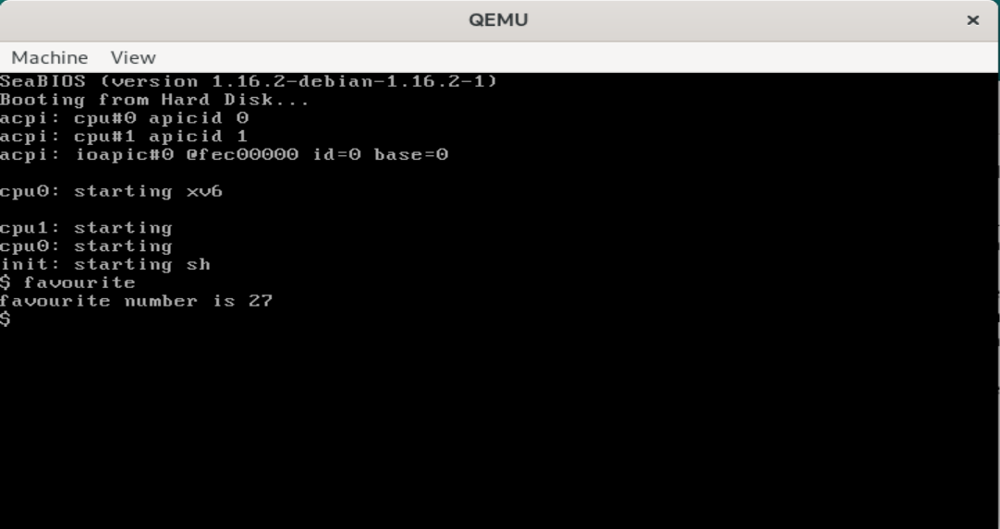 QEMU
Machine View
SeaBIOS (version 1.16.2-debian-1.16.2-1)
Booting from Hard Disk...
acpi: cpu#0 apicid 0
acpi: cpu#1 apicid 1
acpi: ioapic#0 @fec00000 id=0 base=0
cpu0: starting xv6
cpu1: starting
cpu0: starting
init: starting sh
$ favourite
favourite number is 27
$